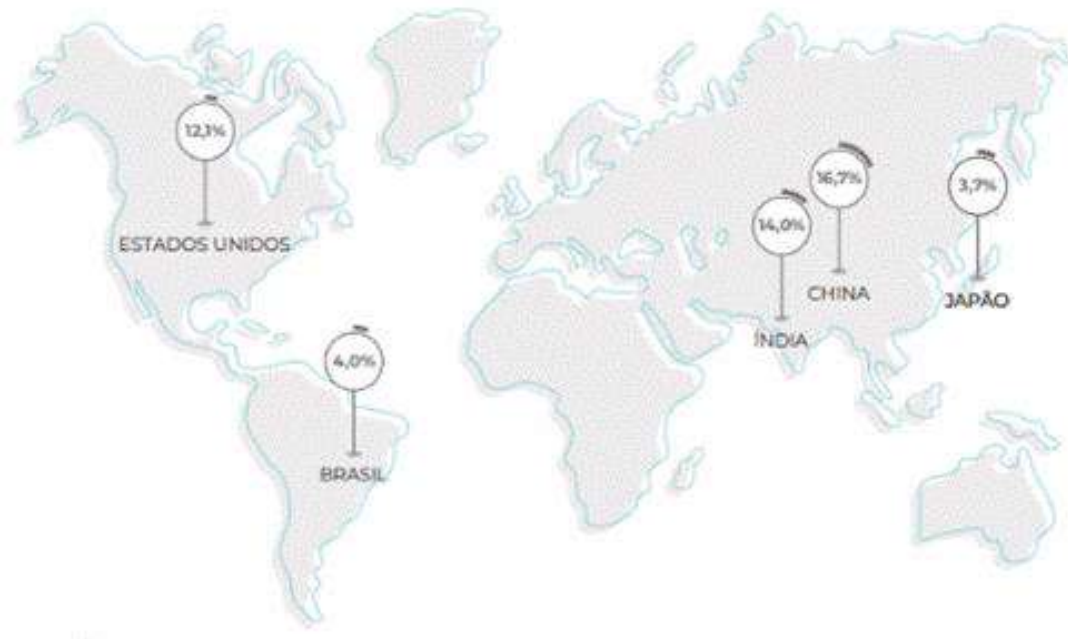 12,1%
ESTADOS UNIDOS
4,0%
BRASIL
14,0%
ÍNDIA
16,7%
CHINA
3,7%
JAPÃO